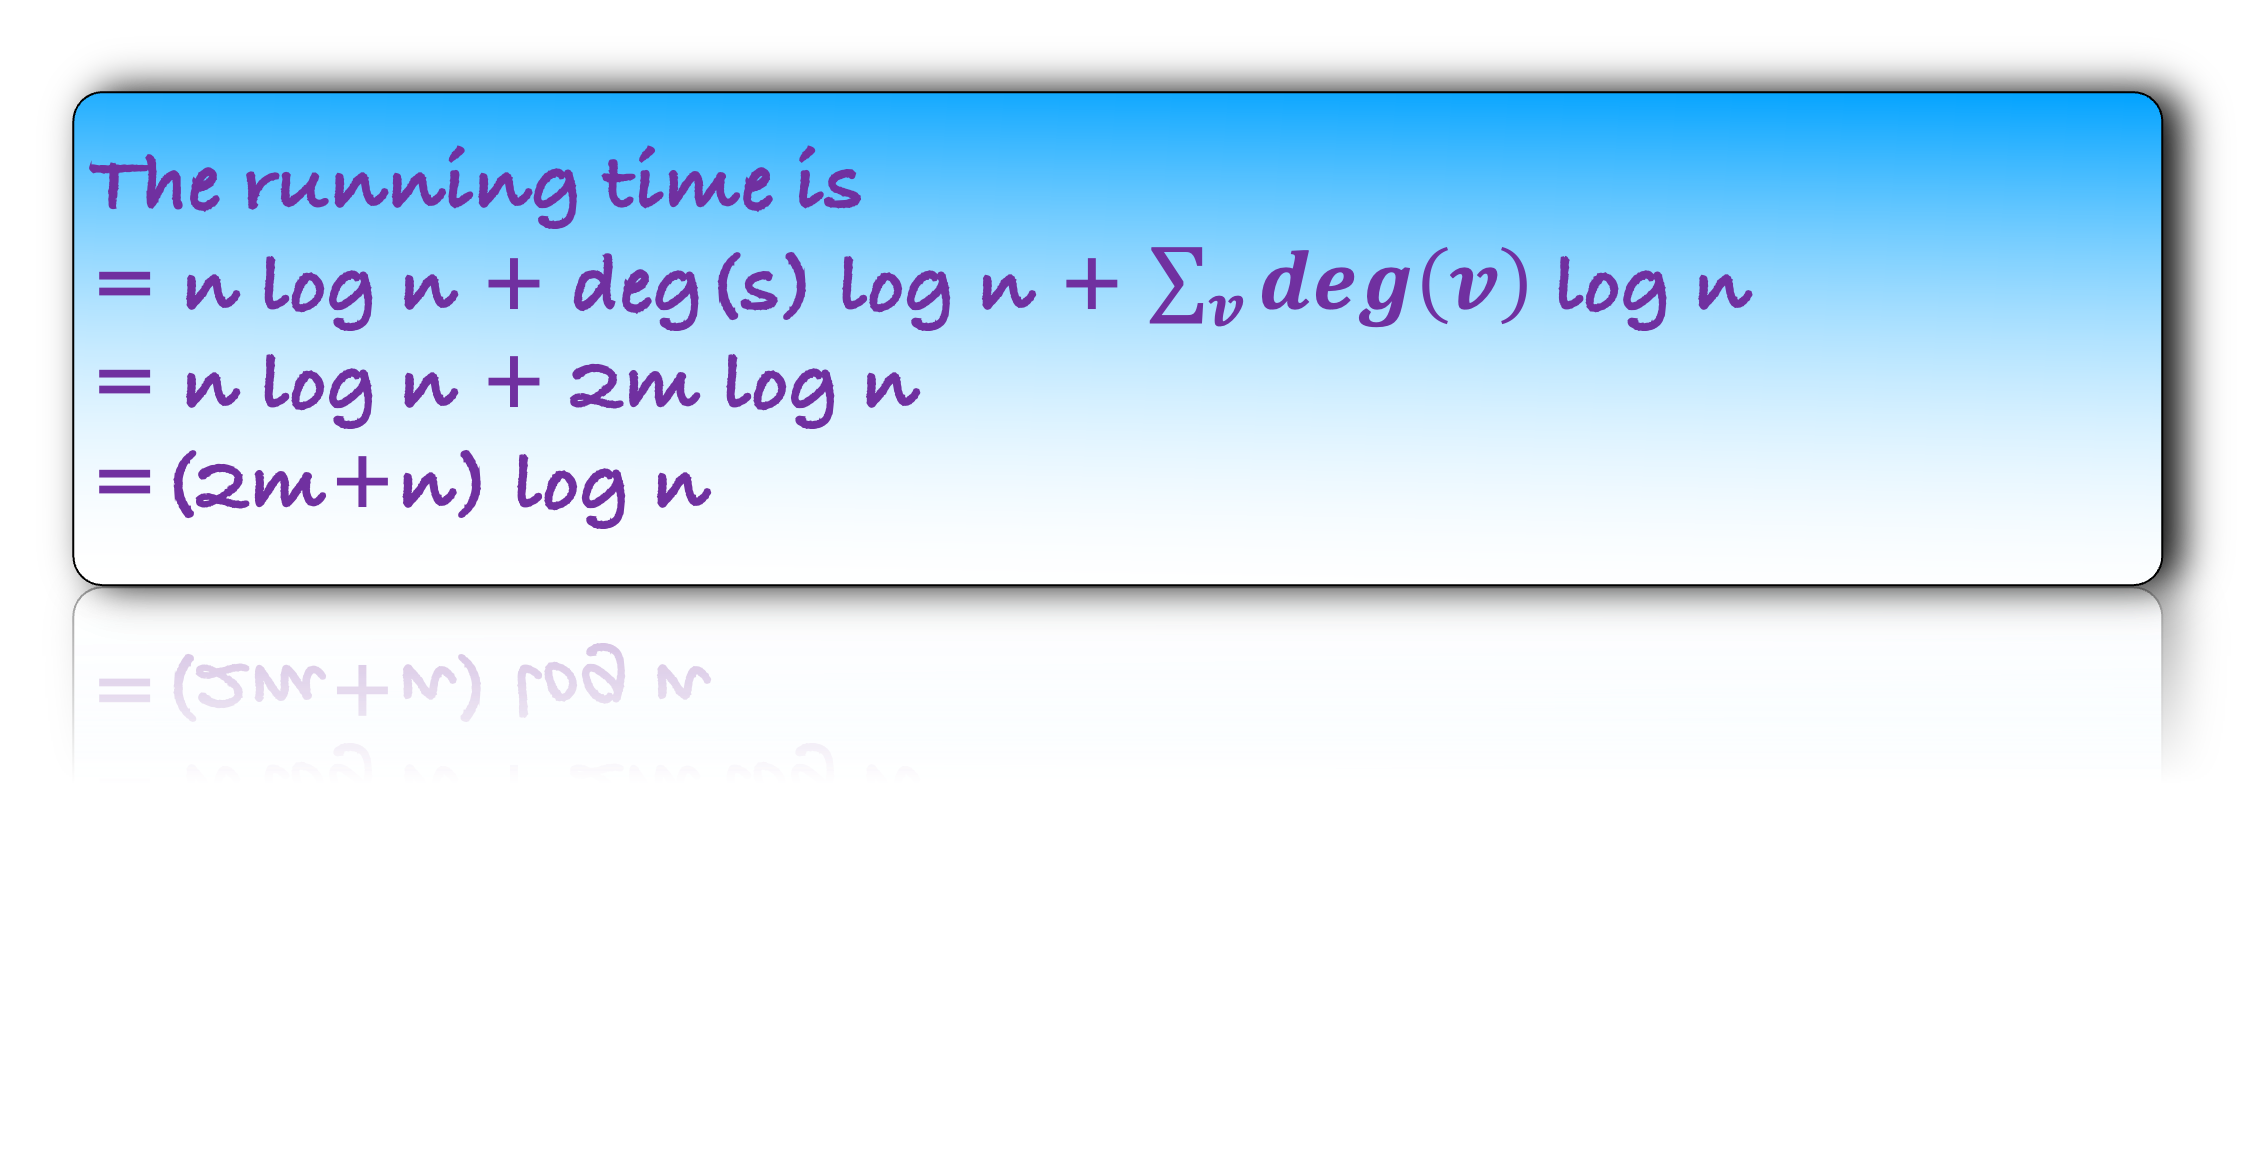 The running time is
= n log n + deg(s) log n + ∑ᵥ deg(v) log n
= n log n + 2m log n
= (2m+n) log n